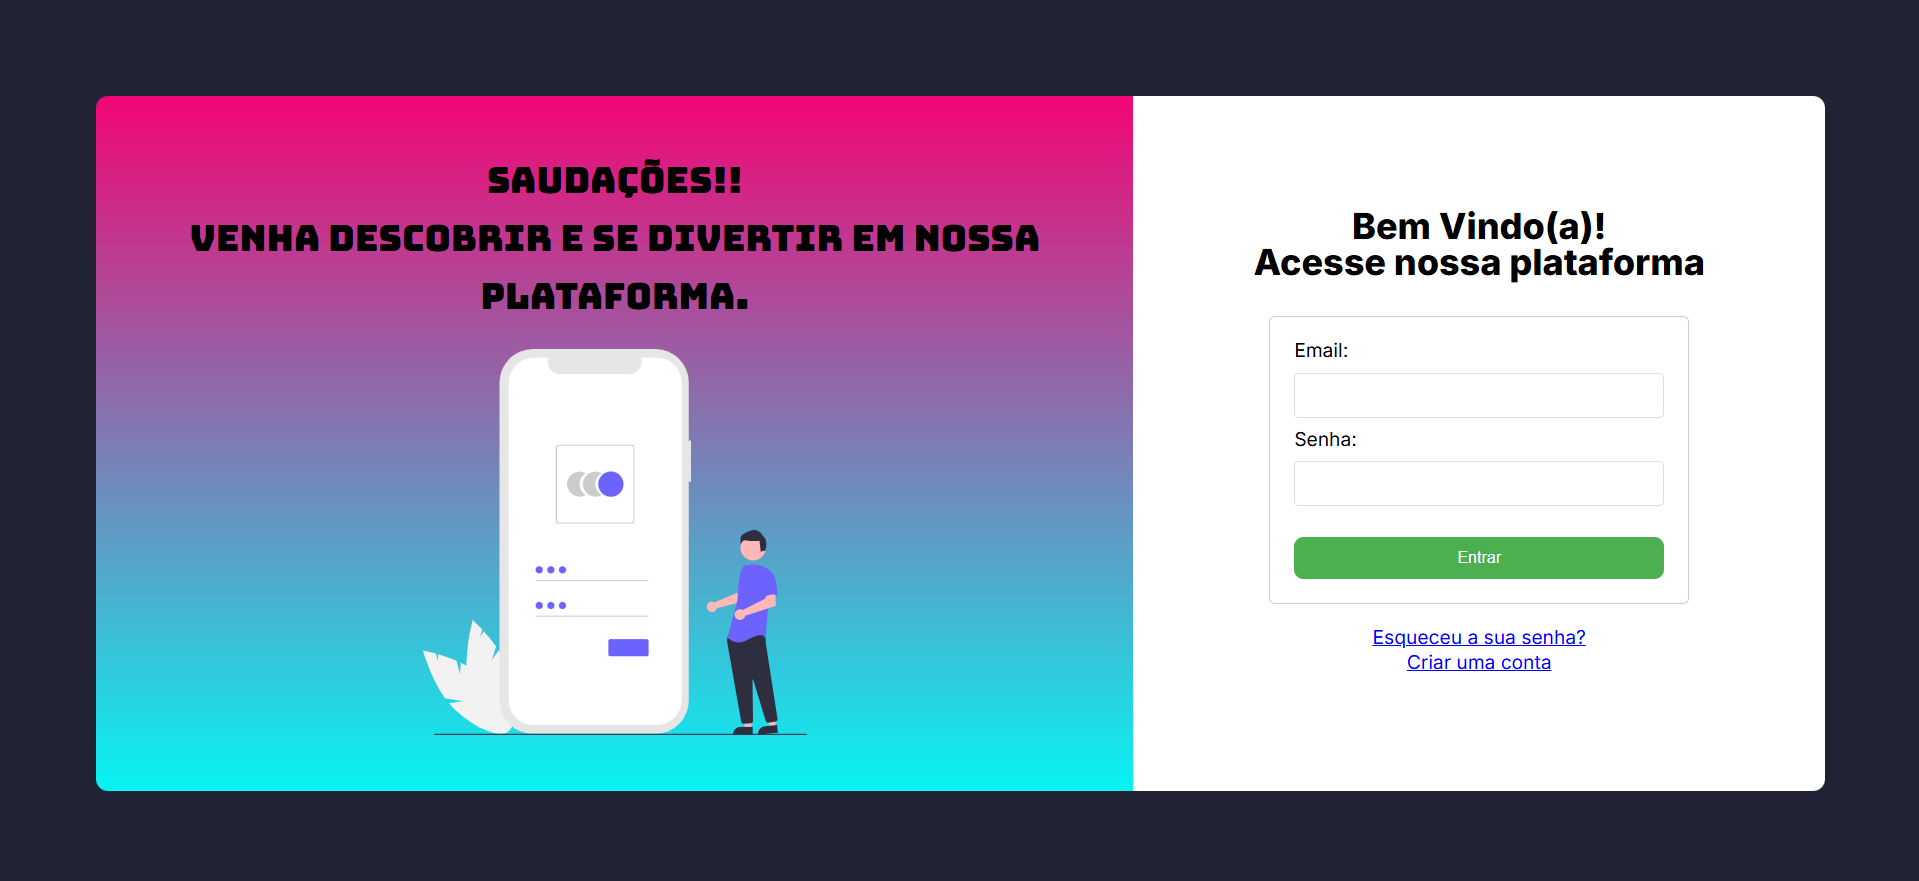 SAUDAÇÕES!!
VENHA DESCOBRIR E SE DIVERTIR EM NOSSA
PLATAFORMA.
Bem Vindo(a)!
Acesse nossa plataforma
Email:
Senha:
Entrar
Esqueceu a sua senha?
Criar uma conta